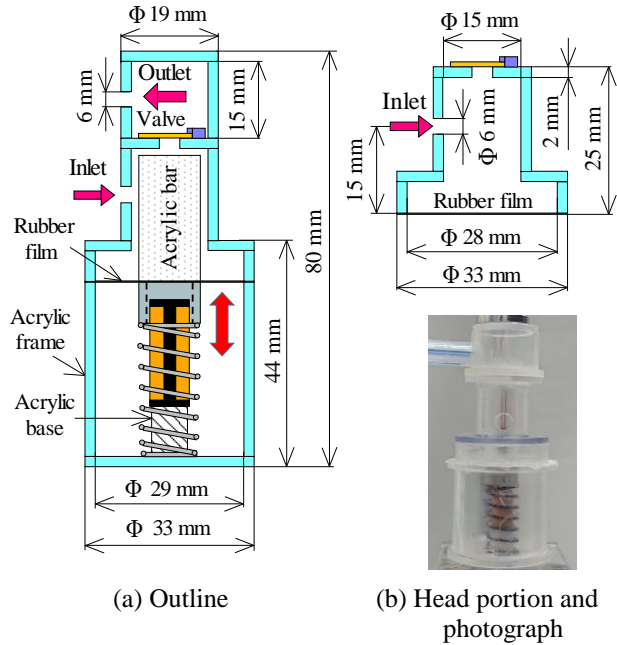 Φ 19 mm
Outlet
6 mm
15 mm
Valve
Inlet
Acrylic bar
Rubber
film
80 mm
Acrylic
frame
44 mm
Acrylic
base
Φ 29 mm
Φ 33 mm
(a) Outline
Φ 15 mm
Inlet
Φ 6 mm
2 mm
25 mm
15 mm
Rubber film
Φ 28 mm
Φ 33 mm
(b) Head portion and
photograph